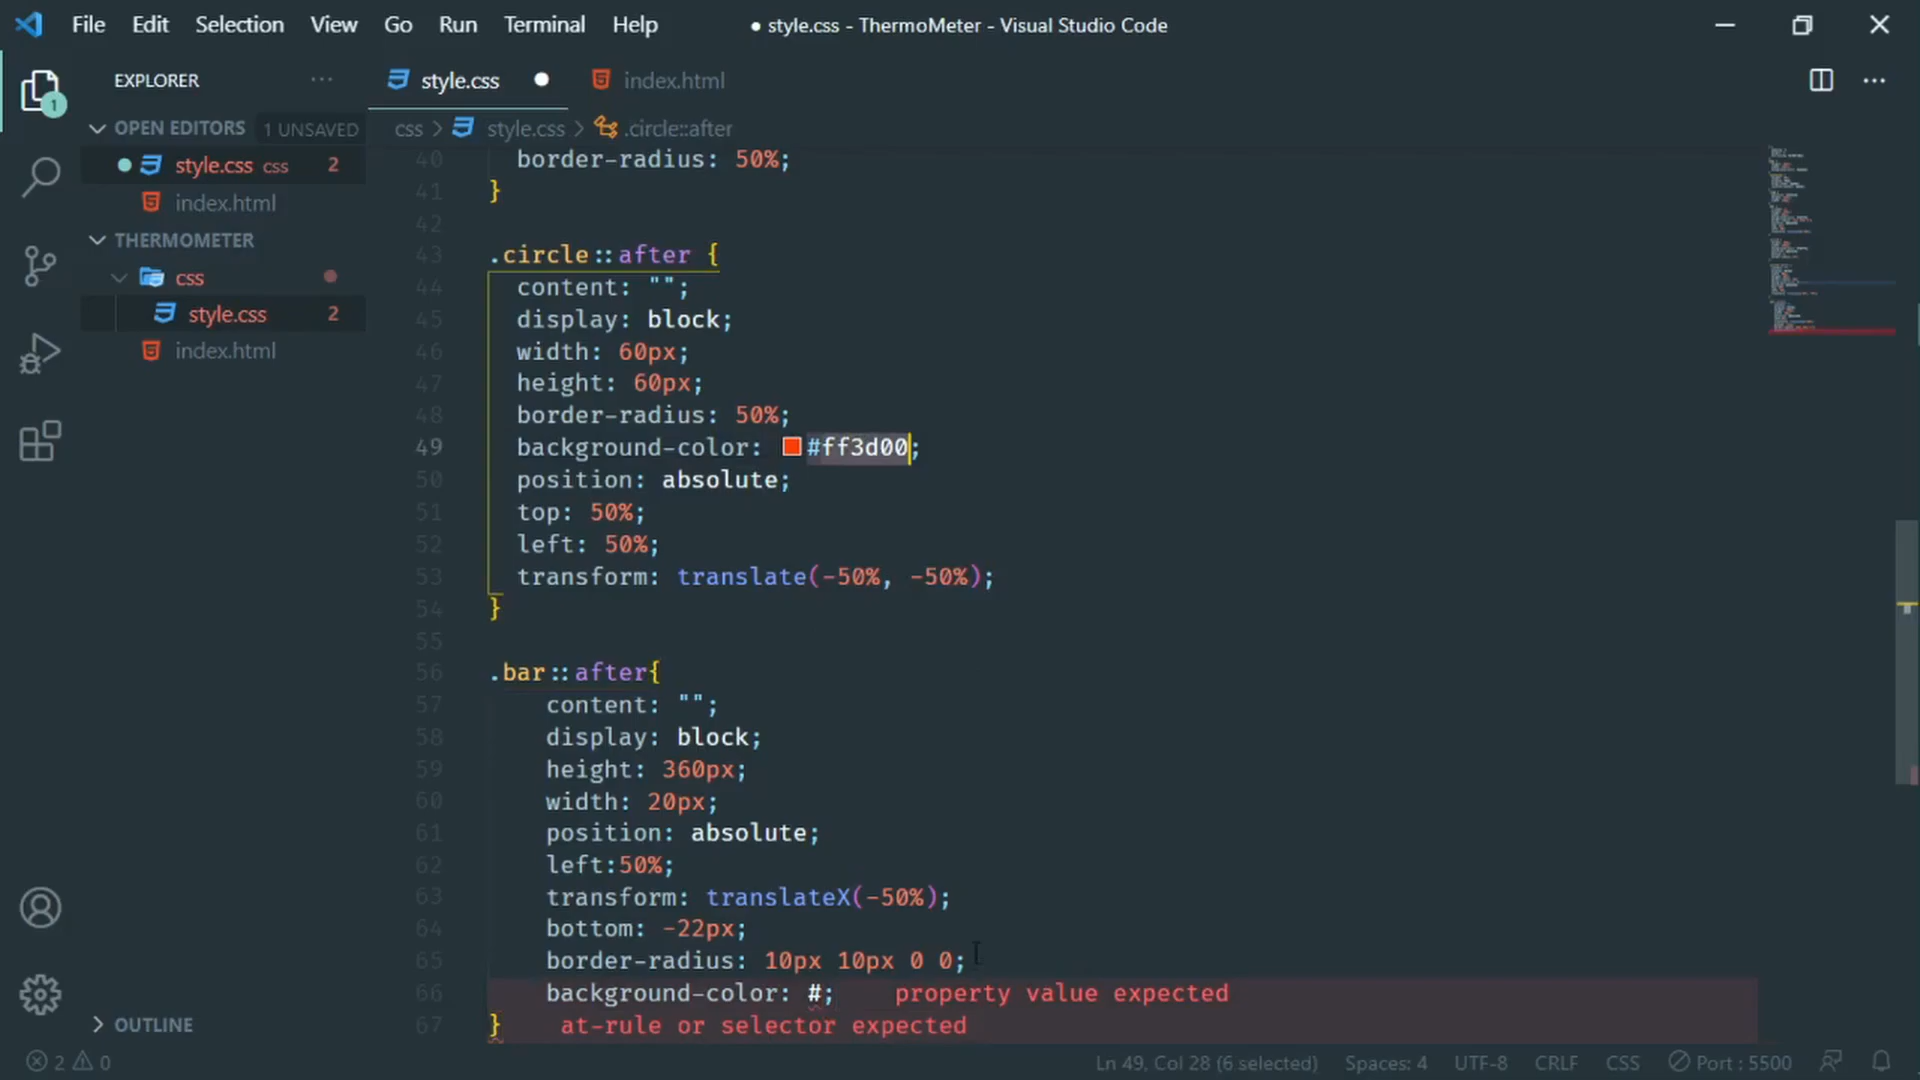 File Edit Selection View Go Run Terminal Help ● style.css - ThermoMeter - Visual Studio Code
EXPLORER ...
style.css ●
index.html
...
OPEN EDITORS 1 UNSAVED
css > style.css > .circle::after
style.css css 2
index.html
THERMOMETER
css
style.css 2
index.html
1
40 border-radius: 50%;
41 }
42
43 .circle::after {
44 content: "";
45 display: block;
46 width: 60px;
47 height: 60px;
48 border-radius: 50%;
49 background-color: #ff3d00;
50 position: absolute;
51 top: 50%;
52 left: 50%;
53 transform: translate(-50%, -50%);
54 }
55
56 .bar::after{
57 content: "";
58 display: block;
59 height: 360px;
60 width: 20px;
61 position: absolute;
62 left:50%;
63 transform: translateX(-50%);
64 bottom: -22px;
65 border-radius: 10px 10px 0 0;
66 background-color: #; property value expected
67 } at-rule or selector expected
OUTLINE
2 0 Ln 49, Col 28 (6 selected) Spaces: 4 UTF-8 CRLF CSS Port : 5500